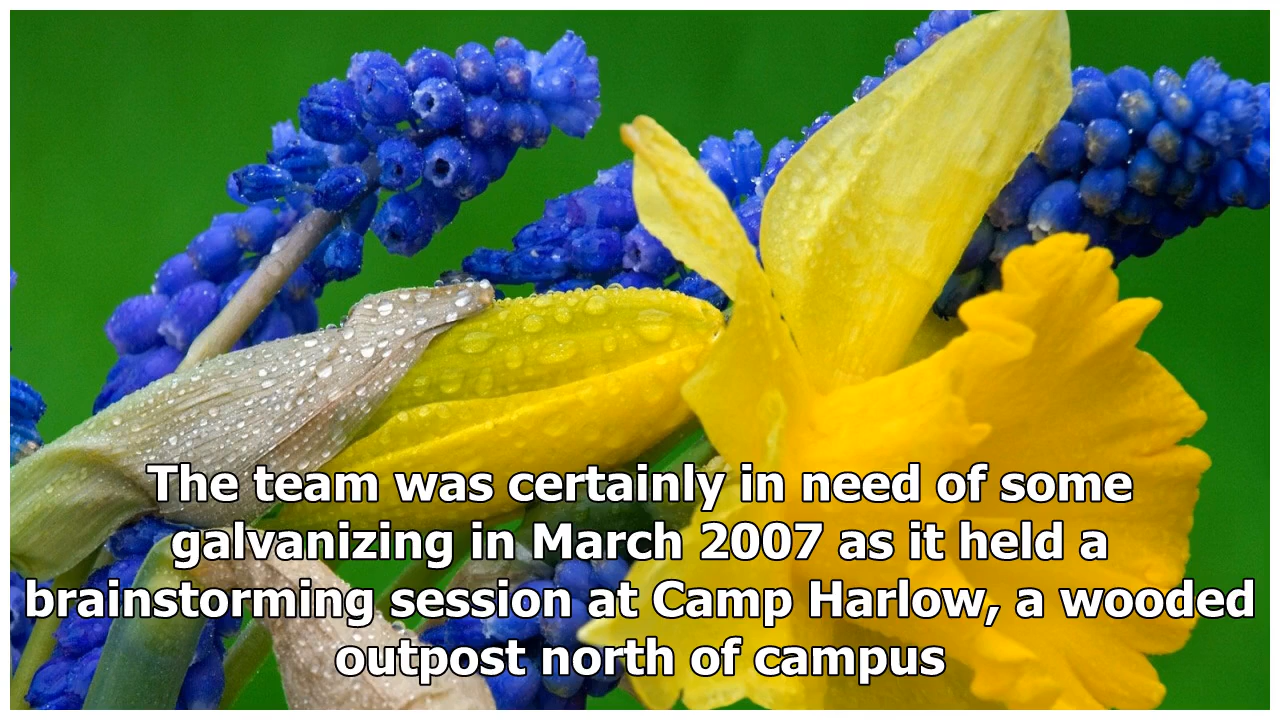 The team was certainly in need of some
galvanizing in March 2007 as it held a
brainstorming session at Camp Harlow, a wooded
outpost north of campus